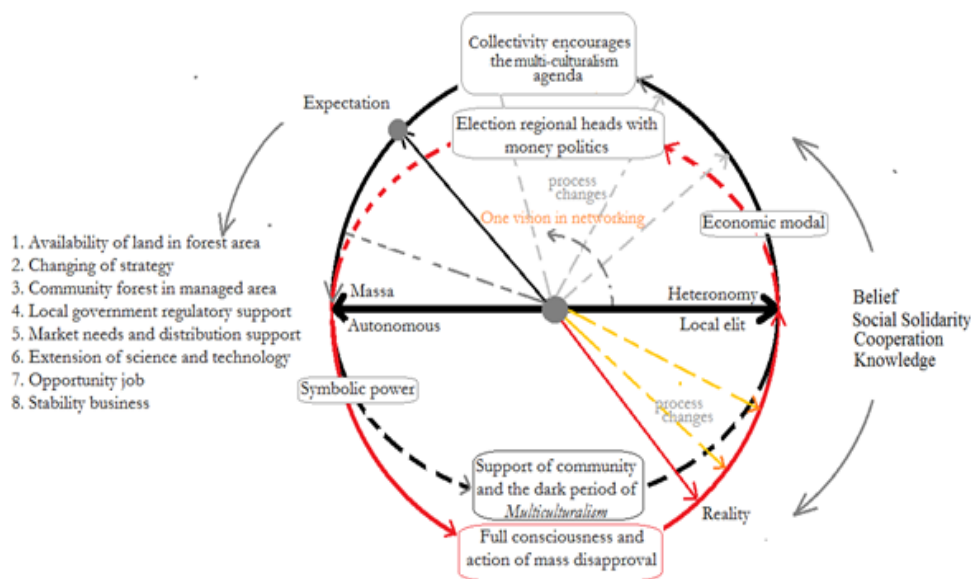 Collectivity encourages
the multi-culturalism
agenda
Expectation
Election regional heads with
money politics
process
changes
One vision in networking
Economic modal
1. Availability of land in forest area
2. Changing of strategy
3. Community forest in managed area
4. Local government regulatory support
5. Market needs and distribution support
6. Extension of science and technology
7. Opportunity job
8. Stability business
Massa
Autonomous
Heteronomy
Local elit
Belief
Social Solidarity
Cooperation
Knowledge
Symbolic power
process
changes
Support of community
and the dark period of
Multiculturalism
Reality
Full consciousness and
action of mass disapproval